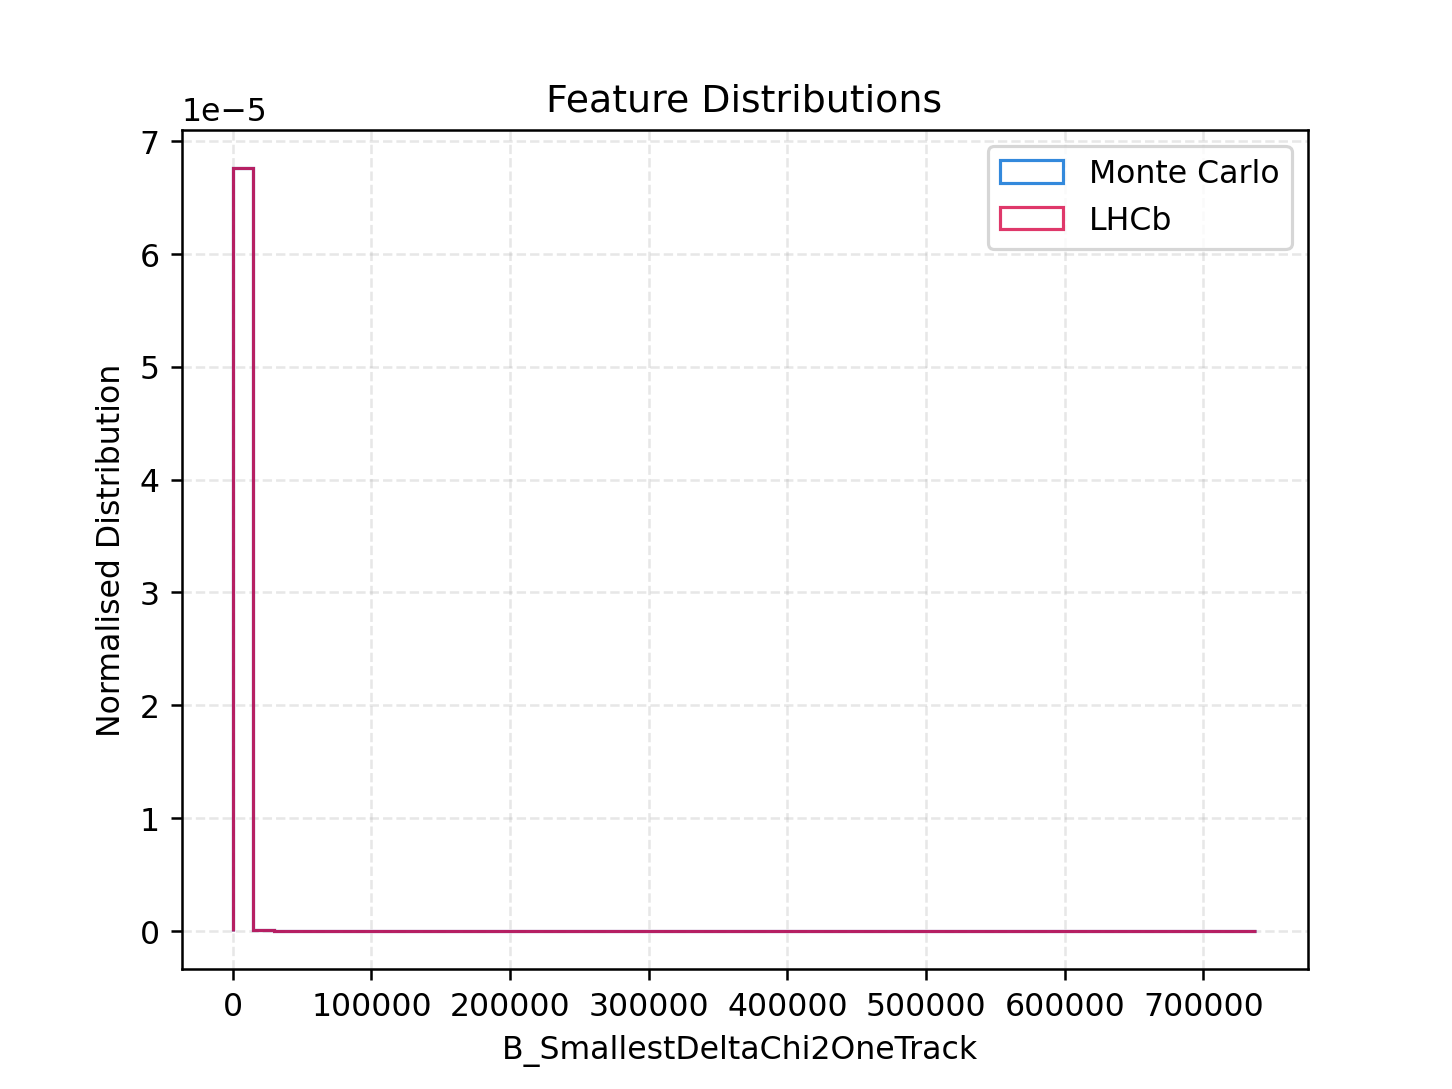 Feature Distributions
1e−5
7
6
5
4
3
2
1
0
Normalised Distribution
Monte Carlo
LHCb
0 100000 200000 300000 400000 500000 600000 700000
B_SmallestDeltaChi2OneTrack